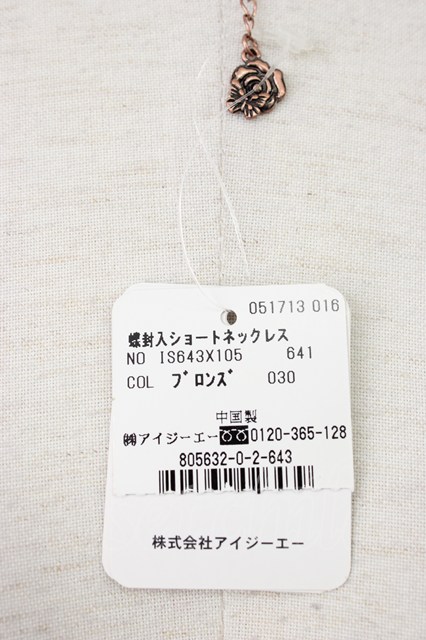 051713 016
蝶封入ショートネックレス
NO IS643X105 641
COL ブロンズ 030
中国製
㈱アイジーエー 0120-365-128
805632-0-2-643
株式会社アイジーエー